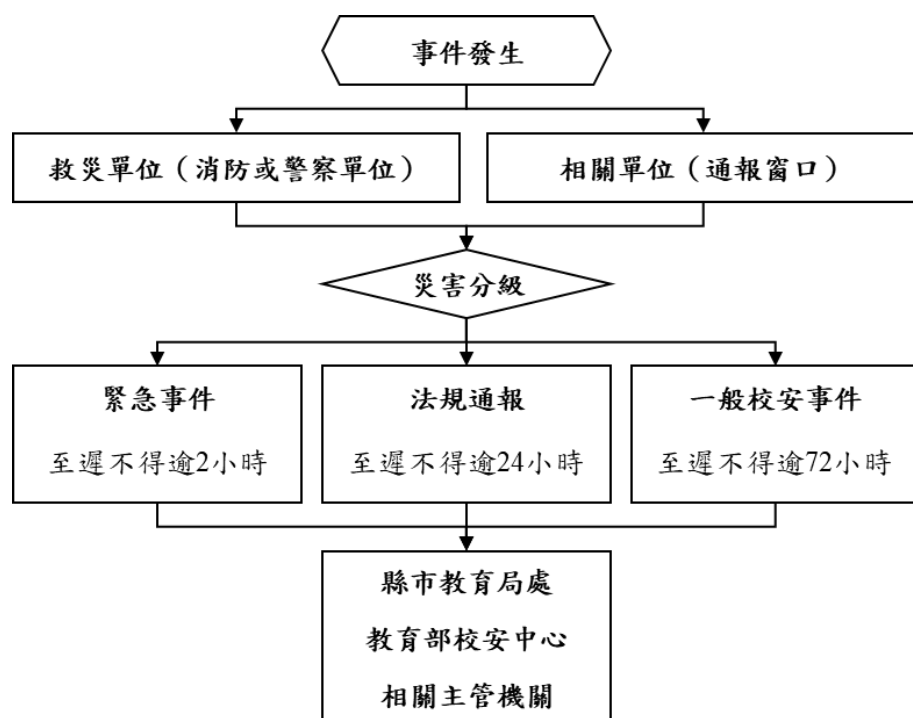 事件發生
救災單位（消防或警察單位）
相關單位（通報窗口）
災害分級
緊急事件
至遲不得逾2小時
法規通報
至遲不得逾24小時
一般校安事件
至遲不得逾72小時
縣市教育局處
教育部校安中心
相關主管機關